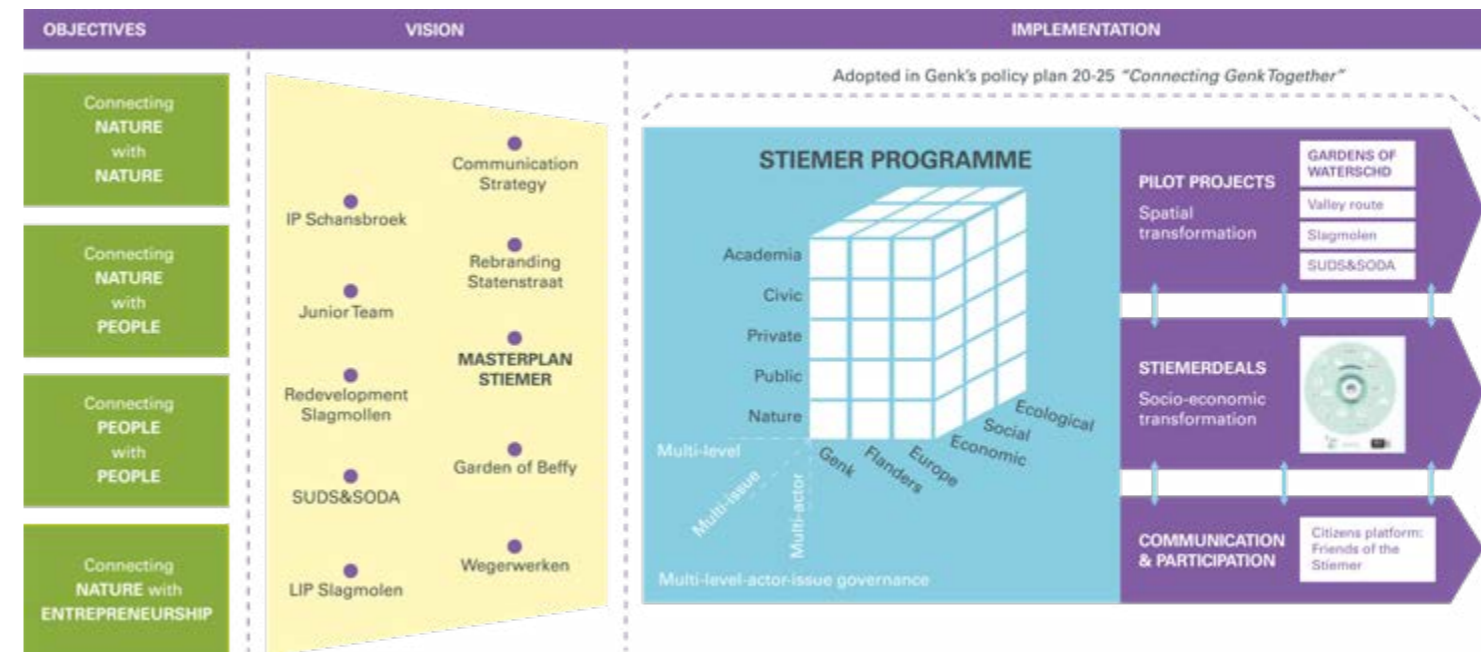 OBJECTIVES
VISION
IMPLEMENTATION
Connecting
NATURE
with
NATURE
Connecting
NATURE
with
PEOPLE
Connecting
PEOPLE
with
PEOPLE
Connecting
NATURE with
ENTREPRENEURSHIP
Communication
Strategy
IP Schansbroek
Rebranding
Statenstraat
Junior Team
MASTERPLAN
STIEMER
Redevelopment
Slagmollen
Garden of Beffy
SUDS&SODA
Wegerwerken
LIP Slagmolen
Adopted in Genk's policy plan 20-25 "Connecting Genk Together"
STIEMER PROGRAMME
Academia
Civic
Private
Public
Nature
Genk
Flanders
Europe
Economic
Social
Ecological
Multi-level
Multi-issue
Multi-actor
Multi-level-actor-issue governance
PILOT PROJECTS
Spatial
transformation
GARDENS OF
WATERSCHD
Valley route
Slagmolen
SUDS&SODA
STIEMERDEALS
Socio-economic
transformation
COMMUNICATION
& PARTICIPATION
Citizens platform:
Friends of the
Stiemer